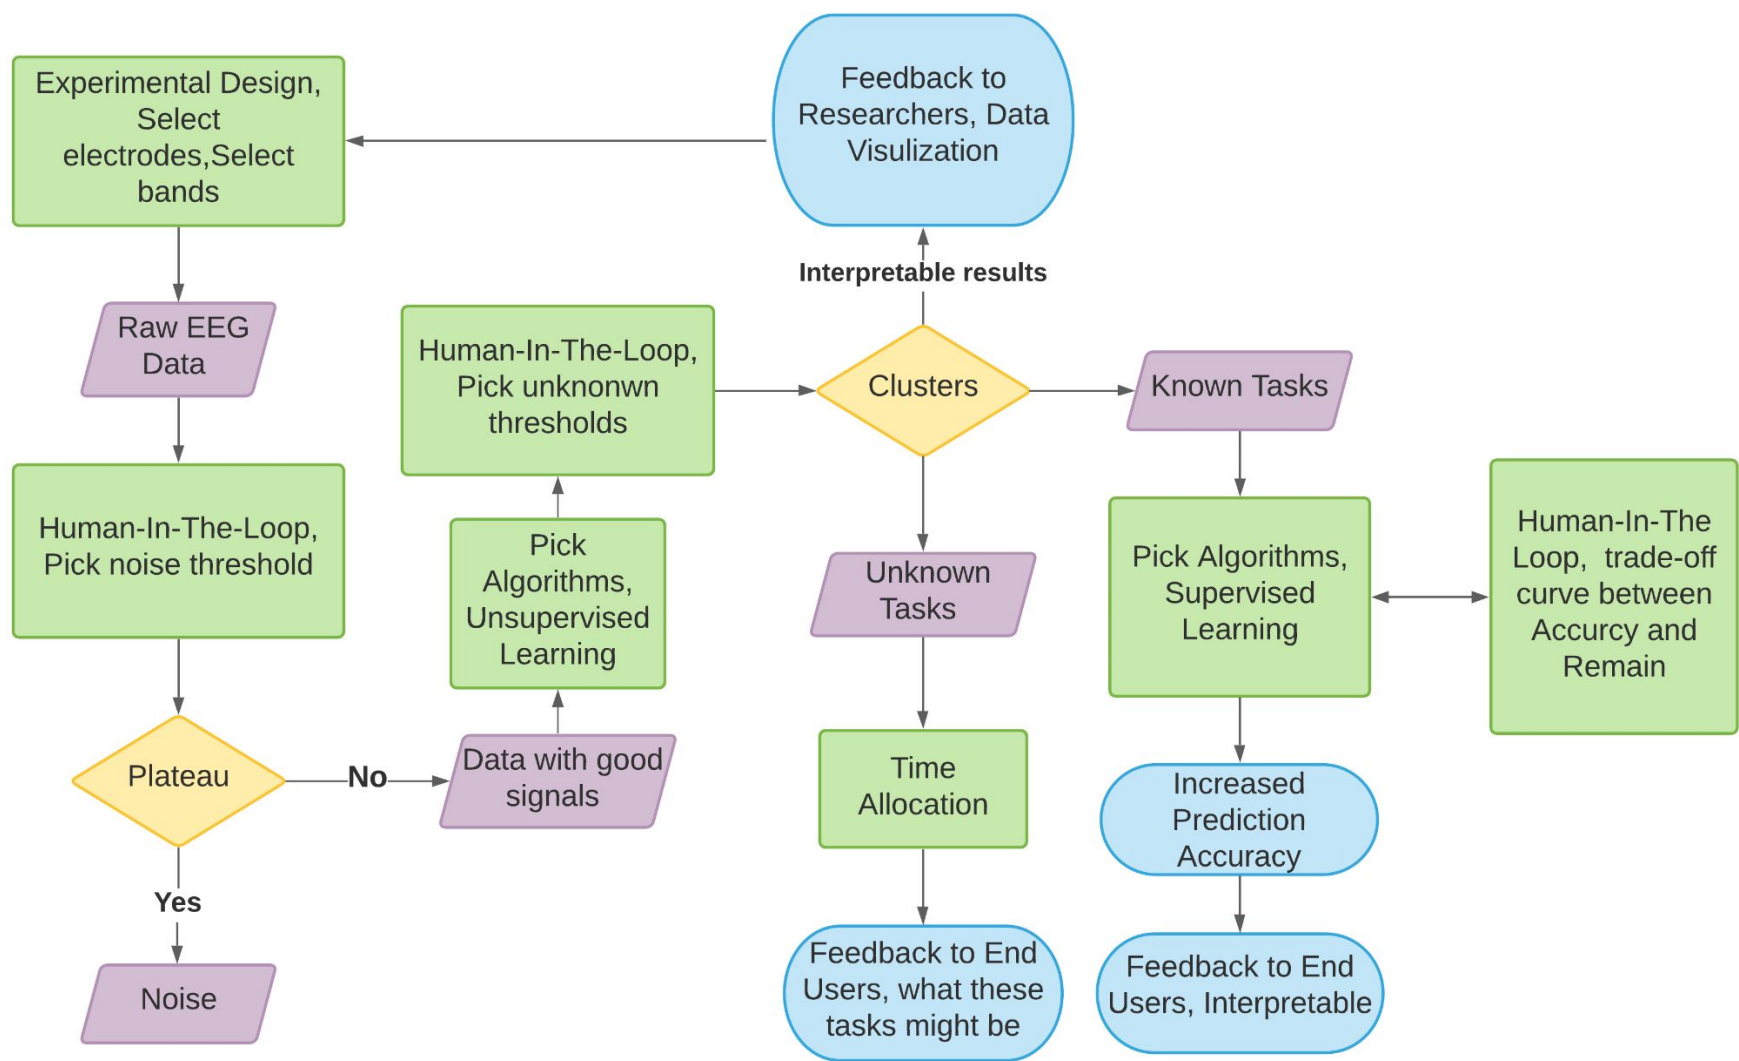 Experimental Design,
Select
electrodes,Select
bands
Feedback to
Researchers, Data
Visulization
Interpretable results
Raw EEG
Data
Human-In-The-Loop,
Pick unknonwn
thresholds
Clusters
Known Tasks
Human-In-The-Loop,
Pick noise threshold
Pick
Algorithms,
Unsupervised
Learning
Unknown
Tasks
Pick Algorithms,
Supervised
Learning
Human-In-The
Loop, trade-off
curve between
Accurcy and
Remain
Plateau
No
Data with good
signals
Time
Allocation
Increased
Prediction
Accuracy
Yes
Noise
Feedback to End
Users, what these
tasks might be
Feedback to End
Users, Interpretable